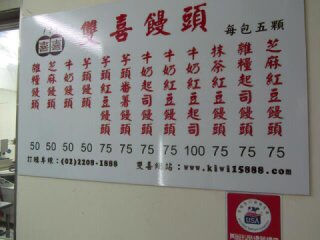 雙喜饅頭
每包五顆
雜糧饅頭 50
芝麻饅頭 50
牛奶饅頭 50
芋頭饅頭 50
芋頭紅豆饅頭 75
芋頭番薯饅頭 75
牛奶起司饅頭 75
牛奶紅豆饅頭 75
牛奶紅豆起司 100
抹茶紅豆饅頭 75
雜糧起司饅頭 75
芝麻紅豆饅頭 75
訂購專線:(02)2208-1888
雙喜網站:www.kiwi15888.com.tw
USA